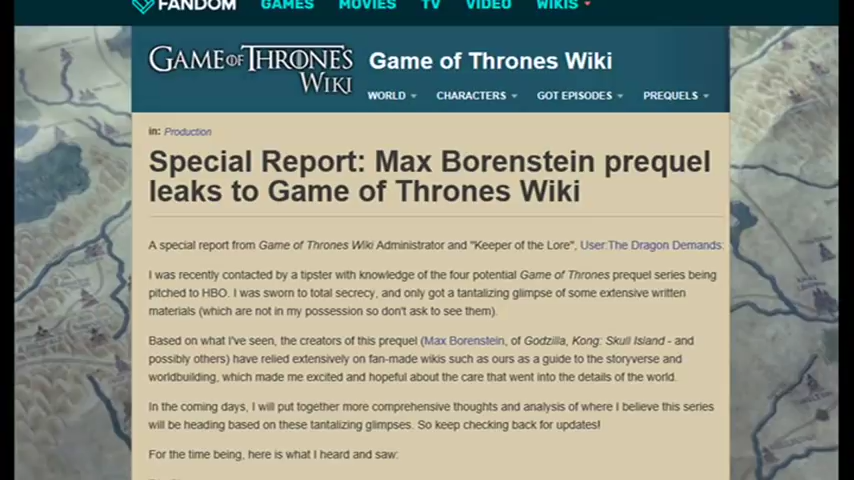 FANDOM GAMES MOVIES TV VIDEO WIKIS
GAME OF THRONES
WIKI
Game of Thrones Wiki
WORLD CHARACTERS GOT EPISODES PREQUELS
in: Production
Special Report: Max Borenstein prequel
leaks to Game of Thrones Wiki
A special report from Game of Thrones Wiki Administrator and "Keeper of the Lore", User:The Dragon Demands:
I was recently contacted by a tipster with knowledge of the four potential Game of Thrones prequel series being
pitched to HBO. I was sworn to total secrecy, and only got a tantalizing glimpse of some extensive written
materials (which are not in my possession so don't ask to see them).
Based on what I've seen, the creators of this prequel (Max Borenstein, of Godzilla, Kong: Skull Island - and
possibly others) have relied extensively on fan-made wikis such as ours as a guide to the storyverse and
worldbuilding, which made me excited and hopeful about the care that went into the details of the world.
In the coming days, I will put together more comprehensive thoughts and analysis of where I believe this series
will be heading based on these tantalizing glimpses. So keep checking back for updates!
For the time being, here is what I heard and saw: